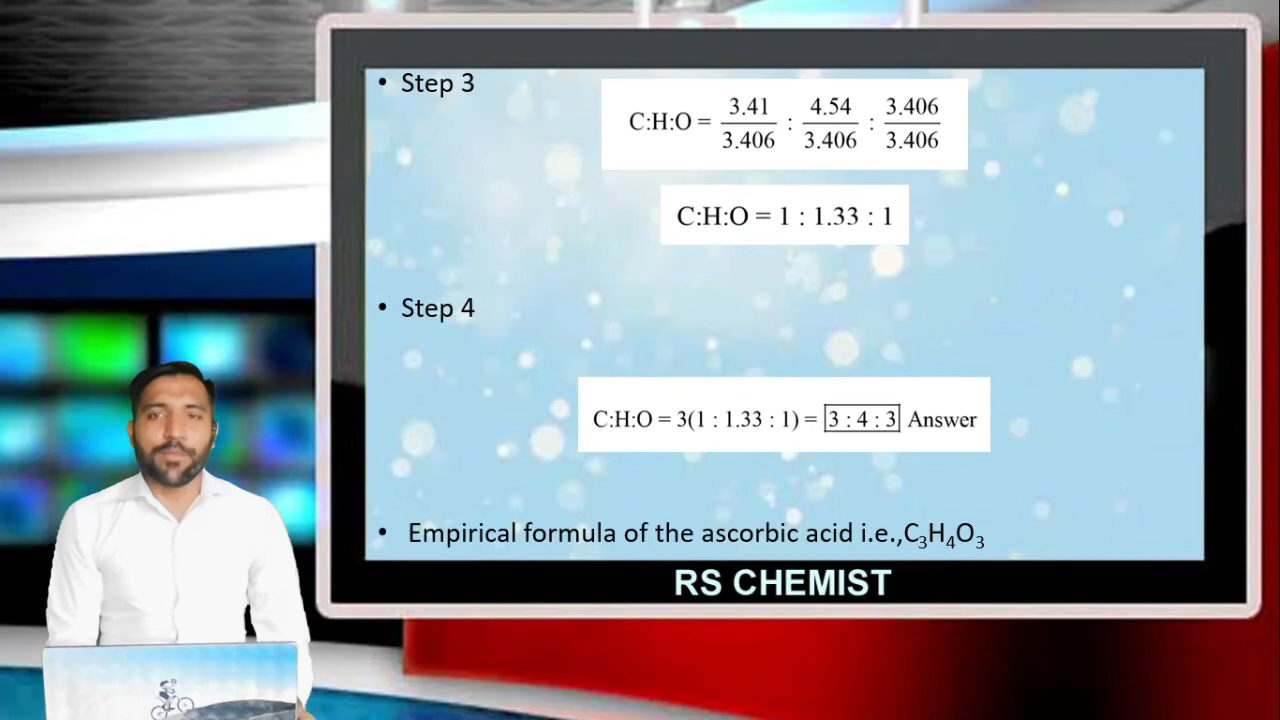 • Step 3
C:H:O = 3.41/3.406 : 4.54/3.406 : 3.406/3.406
C:H:O = 1 : 1.33 : 1
• Step 4
C:H:O = 3(1 : 1.33 : 1) = 3 : 4 : 3 Answer
• Empirical formula of the ascorbic acid i.e.,C₃H₄O₃
RS CHEMIST